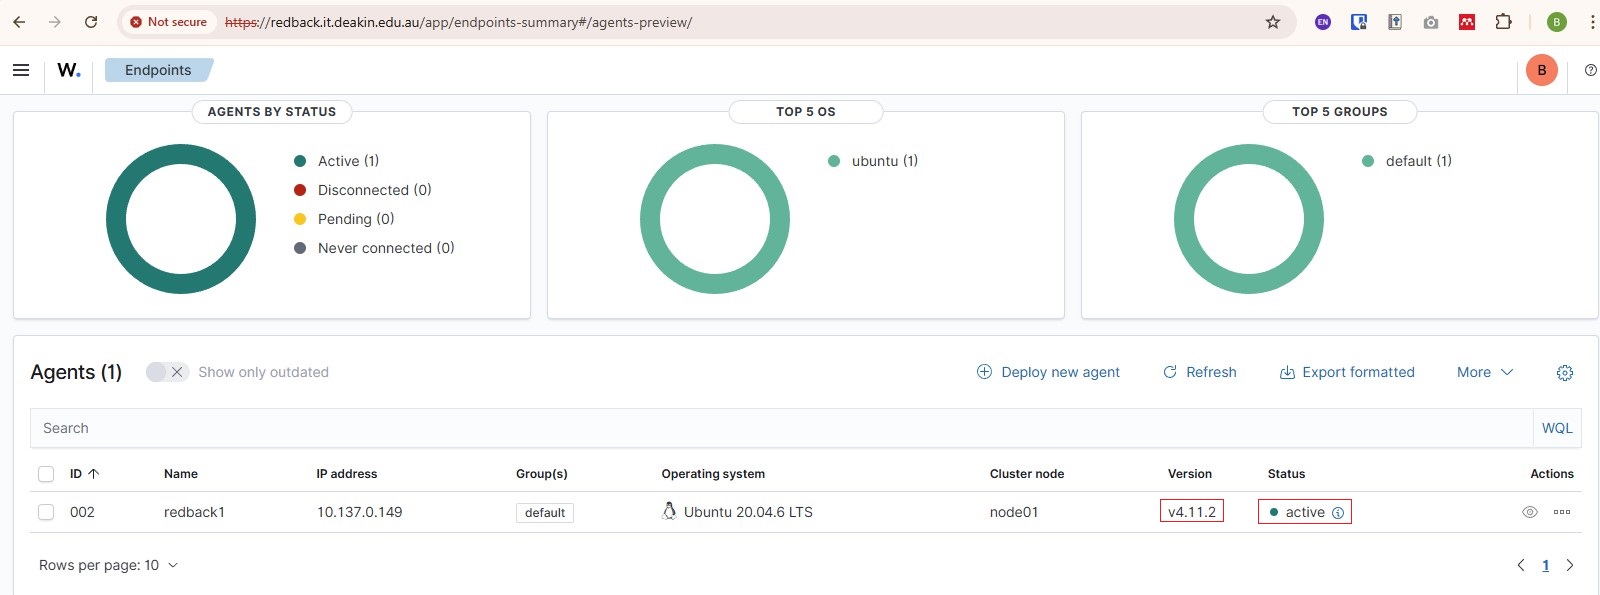 Not secure https://redback.it.deakin.edu.au/app/endpoints-summary#/agents-preview/ EN B
W. Endpoints B
AGENTS BY STATUS TOP 5 OS TOP 5 GROUPS
Active (1) ubuntu (1) default (1)
Disconnected (0)
Pending (0)
Never connected (0)
Agents (1) Show only outdated Deploy new agent Refresh Export formatted More
Search WQL
ID Name IP address Group(s) Operating system Cluster node Version Status Actions
002 redback1 10.137.0.149 default Ubuntu 20.04.6 LTS node01 v4.11.2 active
Rows per page: 10 1